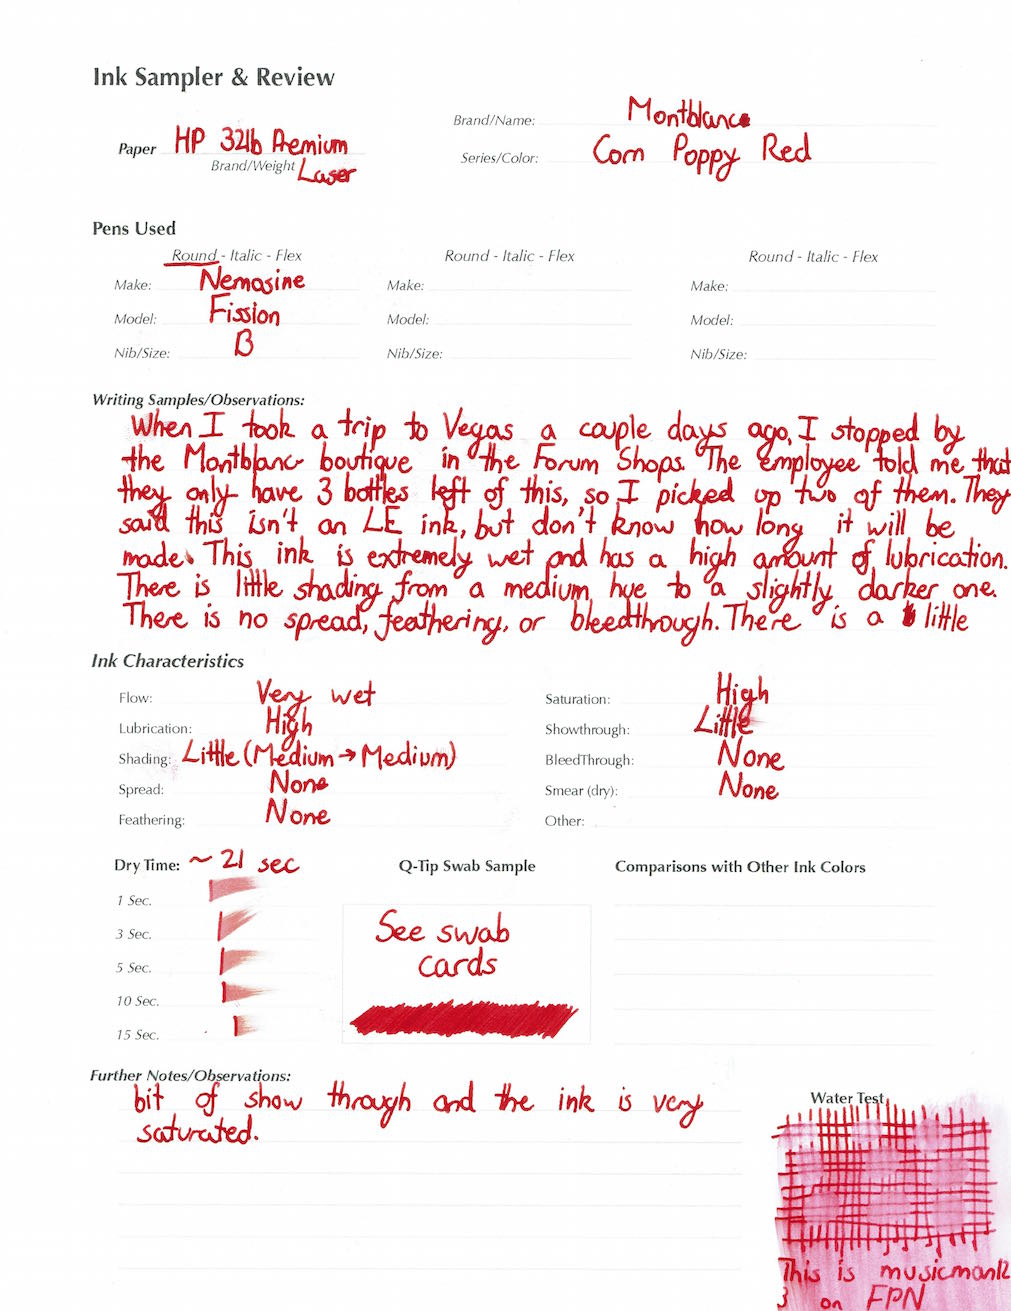 Ink Sampler & Review
Brand/Name: Montblanc
Paper HP 32lb Premium
Brand/Weight Laser
Series/Color: Corn Poppy Red
Pens Used
Round - Italic - Flex Round - Italic - Flex Round - Italic - Flex
Make: Nemosine Make: Make:
Model: Fission Model: Model:
Nib/Size: B Nib/Size: Nib/Size:
Writing Samples/Observations:
When I took a trip to Vegas a couple days ago, I stopped by
the Montblanc boutique in the Forum Shops. The employee told me that
they only have 3 bottles left of this, so I picked up two of them. They
said this isn't an LE ink, but don't know how long it will be
made. This ink is extremely wet and has a high amount of lubrication.
There is little shading from a medium hue to a slightly darker one.
There is no spread, feathering, or bleedthrough. There is a little
Ink Characteristics
Flow: Very wet Saturation: High
Lubrication: High Showthrough: Little
Shading: Little (Medium → Medium) BleedThrough: None
Spread: None Smear (dry): None
Feathering: None Other:
Dry Time: ~ 21 sec Q-Tip Swab Sample Comparisons with Other Ink Colors
1 Sec.
3 Sec. See swab
5 Sec. cards
10 Sec.
15 Sec.
Further Notes/Observations:
bit of show through and the ink is very
saturated.
Water Test
This is musicman12
3 on FPN